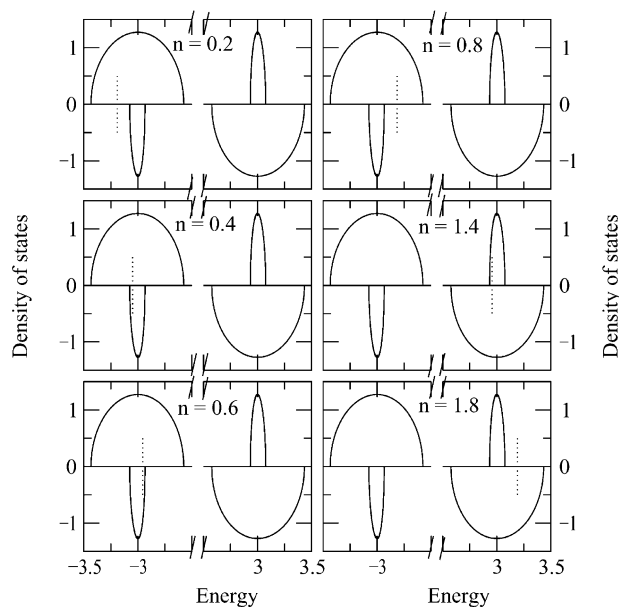 n = 0.2
n = 0.8
1
0
−1
1
0
−1
n = 0.4
n = 1.4
1
0
−1
1
0
−1
n = 0.6
n = 1.8
1
0
−1
1
0
−1
Density of states
Density of states
−3.5 −3 3 3.5
−3 3 3.5
Energy
Energy